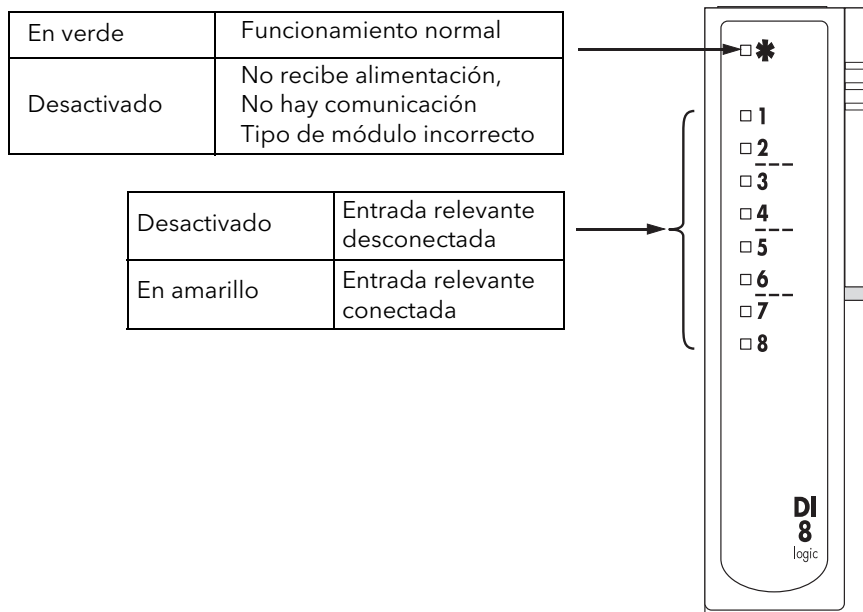 En verde
Funcionamiento normal
Desactivado
No recibe alimentación,
No hay comunicación
Tipo de módulo incorrecto
Desactivado
Entrada relevante
desconectada
En amarillo
Entrada relevante
conectada
✱
1
2
3
4
5
6
7
8
DI
8
logic